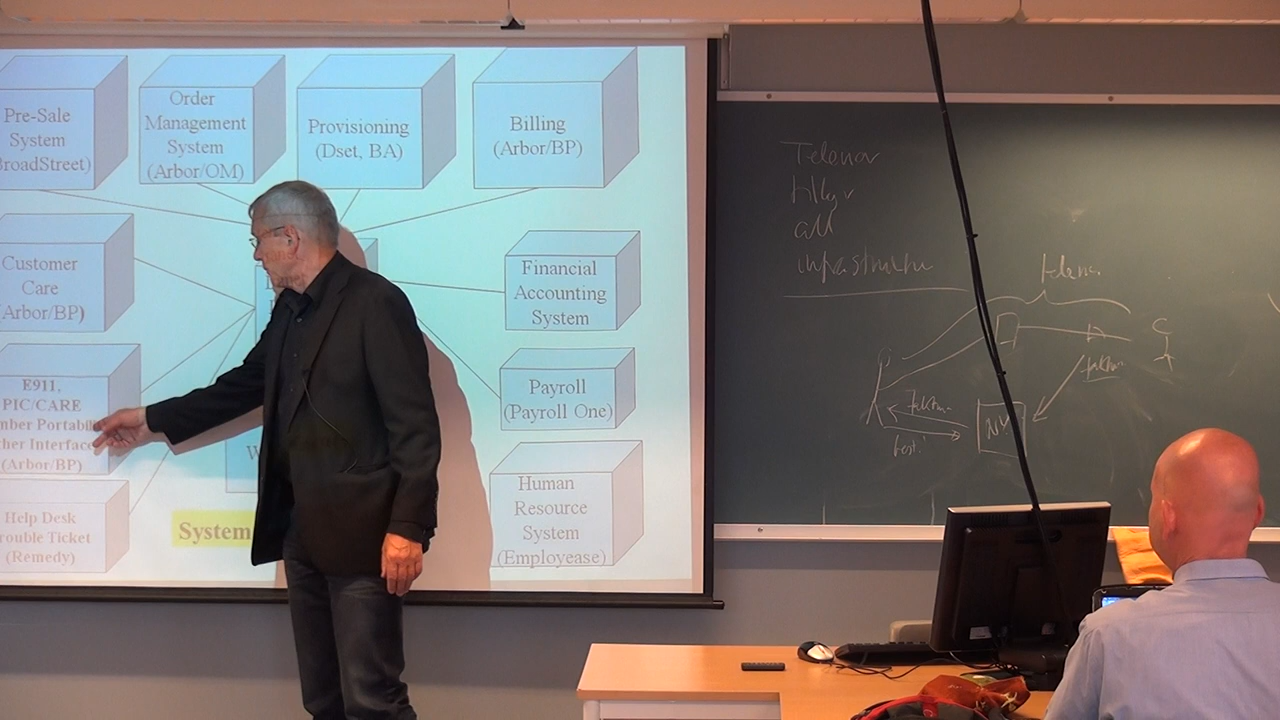 Pre-Sale
System
BroadStreet)
Order
Management
System
(Arbor/OM)
Provisioning
(Dset, BA)
Billing
(Arbor/BP)
Customer
Care
(Arbor/BP)
Financial
Accounting
System
E911,
PIC/CARE
mber Portabil
ther Interface
(Arbor/BP)
Payroll
(Payroll One)
Help Desk
rouble Ticket
(Remedy)
System
Human
Resource
System
(Employease)
Telenor
all
infrastruktur
telenor